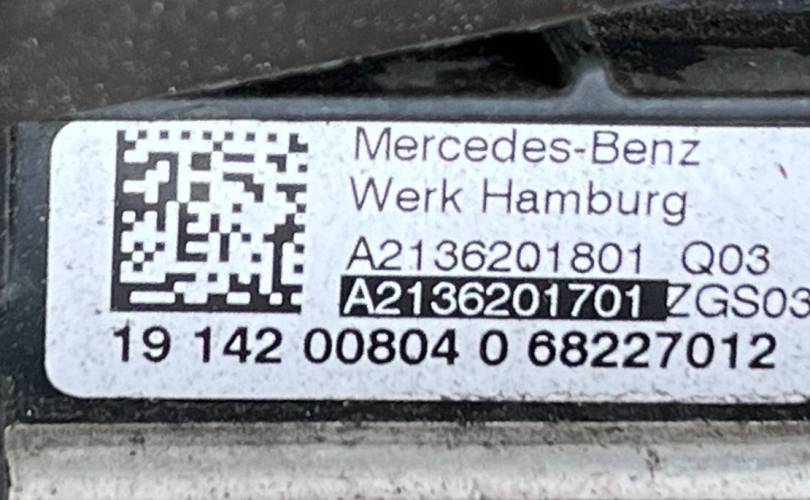 Mercedes-Benz
Werk Hamburg
A2136201801 Q03
A2136201701 ZGS03
19 142 00804 0 68227012